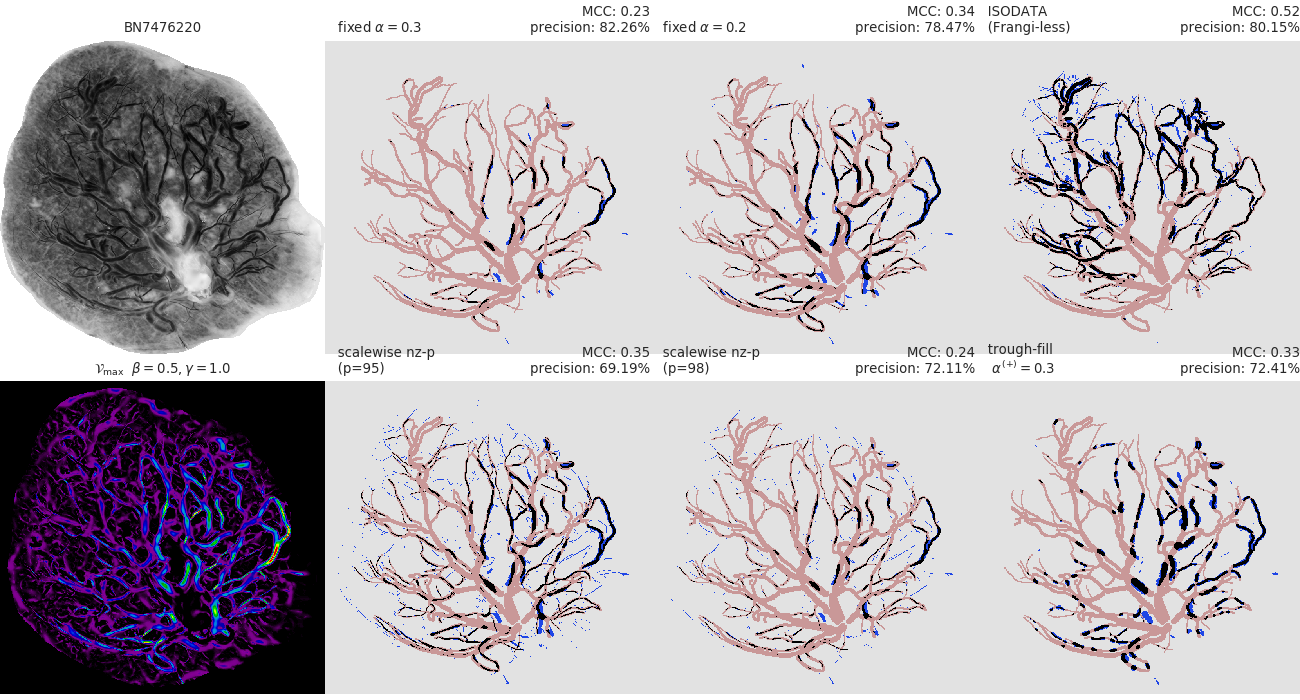 BN7476220
fixed α = 0.3
MCC: 0.23
precision: 82.26%
fixed α = 0.2
MCC: 0.34
precision: 78.47%
ISODATA
(Frangi-less)
MCC: 0.52
precision: 80.15%
𝒱max β = 0.5, γ = 1.0
scalewise nz-p
(p=95)
MCC: 0.35
precision: 69.19%
scalewise nz-p
(p=98)
MCC: 0.24
precision: 72.11%
trough-fill
α⁽⁺⁾ = 0.3
MCC: 0.33
precision: 72.41%